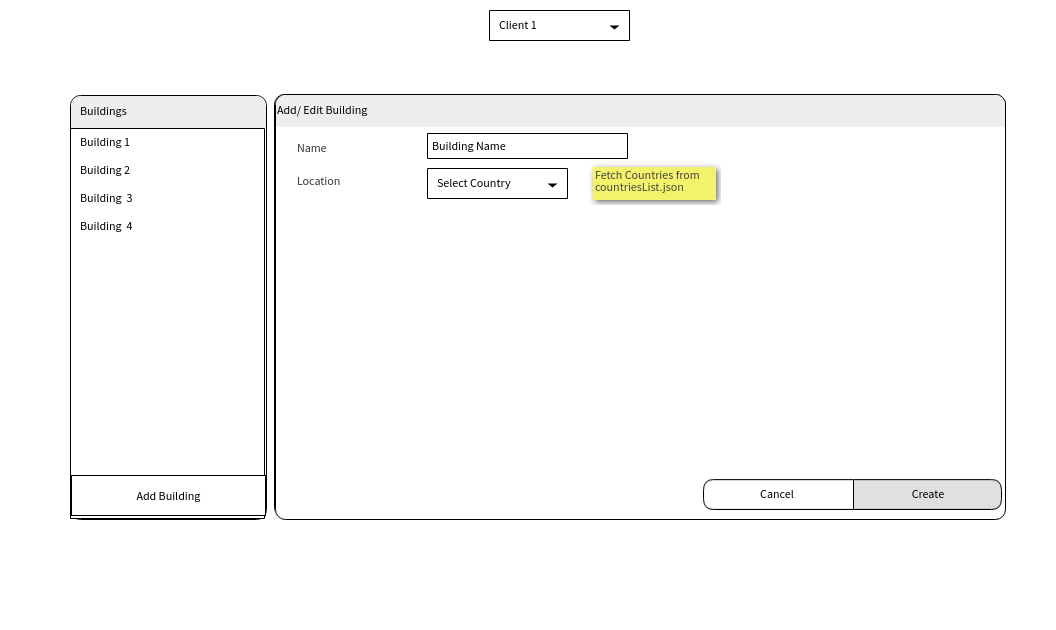 Client 1
Buildings
Building 1
Building 2
Building  3
Building  4
Add Building
Add/ Edit Building
Name
Building Name
Location
Select Country
Fetch Countries from
countriesList.json
Cancel
Create